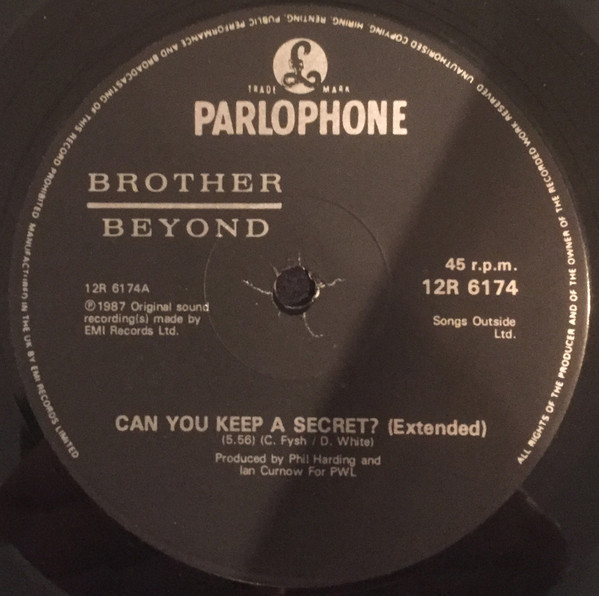 £
TRADE MARK
PARLOPHONE
BROTHER
BEYOND
45 r.p.m.
12R 6174
12R 6174A
℗1987 Original sound
recording(s) made by
EMI Records Ltd.
Songs Outside
Ltd.
CAN YOU KEEP A SECRET? (Extended)
(5.56) (C. Fysh / D. White)
Produced by Phil Harding and
Ian Curnow For PWL
ALL RIGHTS OF THE PRODUCER AND OF THE OWNER OF THE RECORDED WORK RESERVED UNAUTHORISED COPYING, HIRING, RENTING, PUBLIC PERFORMANCE AND BROADCASTING OF THIS RECORD PROHIBITED MANUFACTURED IN THE UK BY EMI RECORDS LIMITED